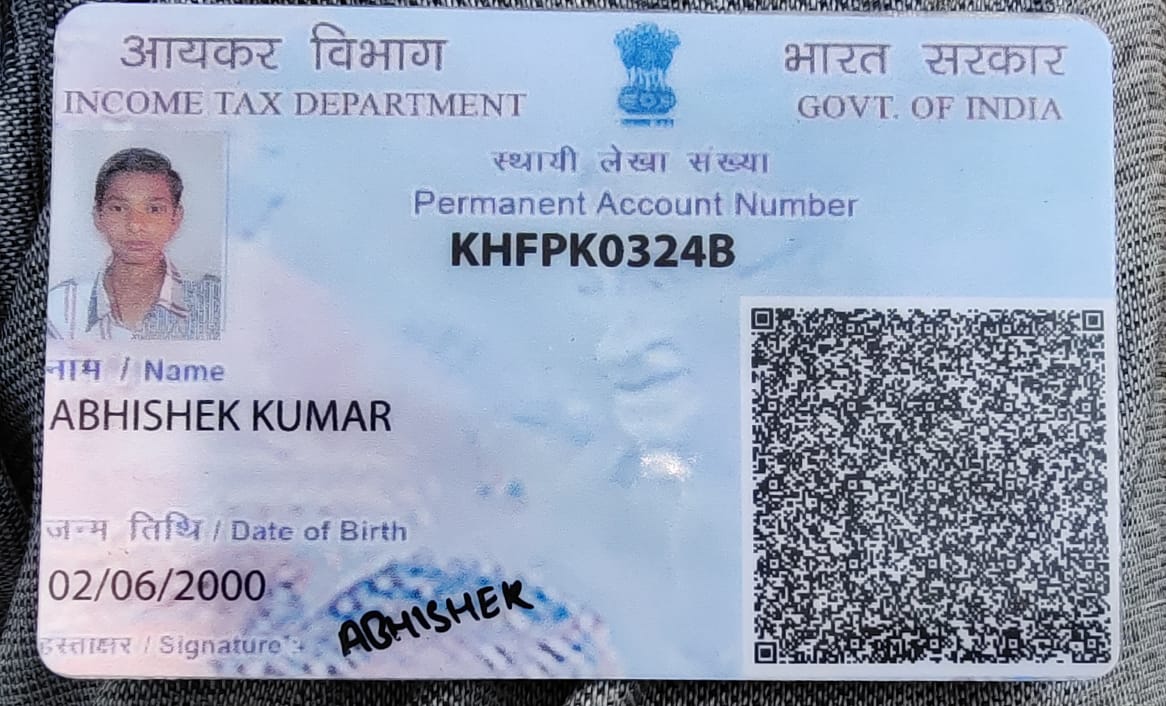 आयकर विभाग
INCOME TAX DEPARTMENT
भारत सरकार
GOVT. OF INDIA
स्थायी लेखा संख्या
Permanent Account Number
KHFPK0324B
नाम / Name
ABHISHEK KUMAR
जन्म तिथि / Date of Birth
02/06/2000
ABHISHEK
हस्ताक्षर / Signature